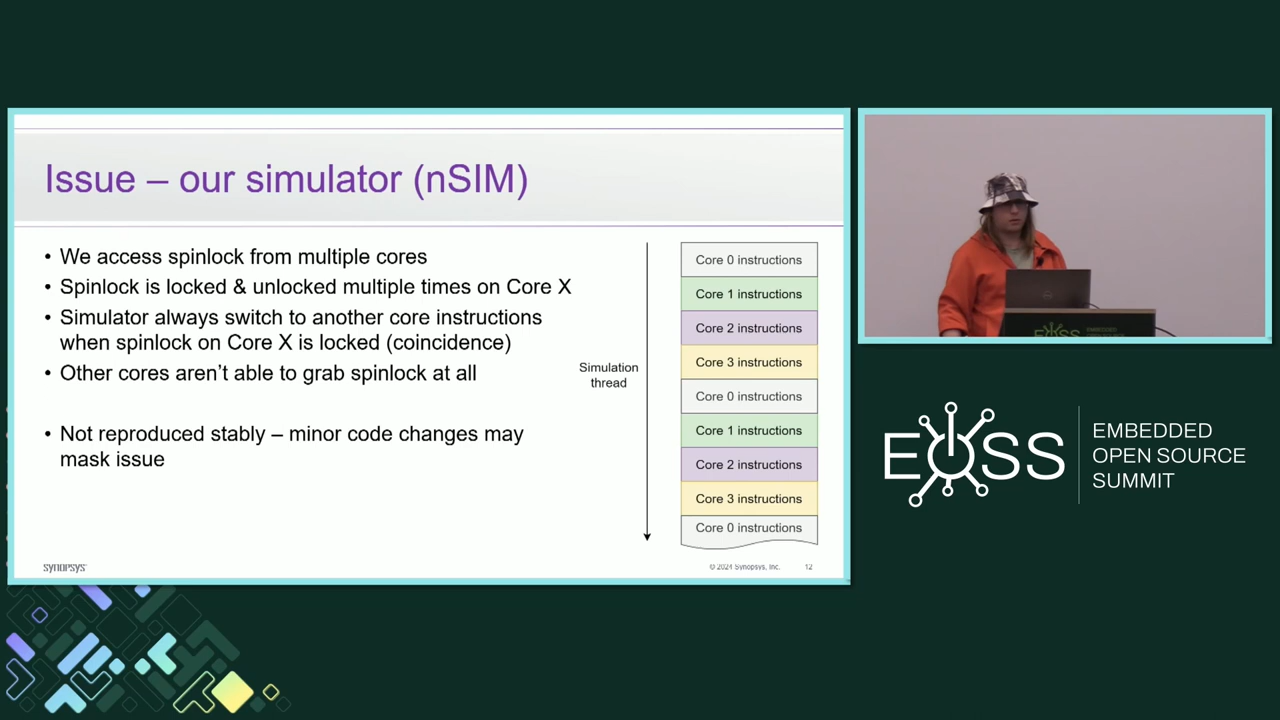 Issue – our simulator (nSIM)
• We access spinlock from multiple cores
• Spinlock is locked & unlocked multiple times on Core X
• Simulator always switch to another core instructions
when spinlock on Core X is locked (coincidence)
• Other cores aren’t able to grab spinlock at all
• Not reproduced stably – minor code changes may
mask issue
Simulation
thread
Core 0 instructions
Core 1 instructions
Core 2 instructions
Core 3 instructions
Core 0 instructions
Core 1 instructions
Core 2 instructions
Core 3 instructions
Core 0 instructions
SYNOPSYS
© 2024 Synopsys, Inc.
12
EMBEDDED
OPEN SOURCE
EOSS
EMBEDDED
OPEN SOURCE
SUMMIT